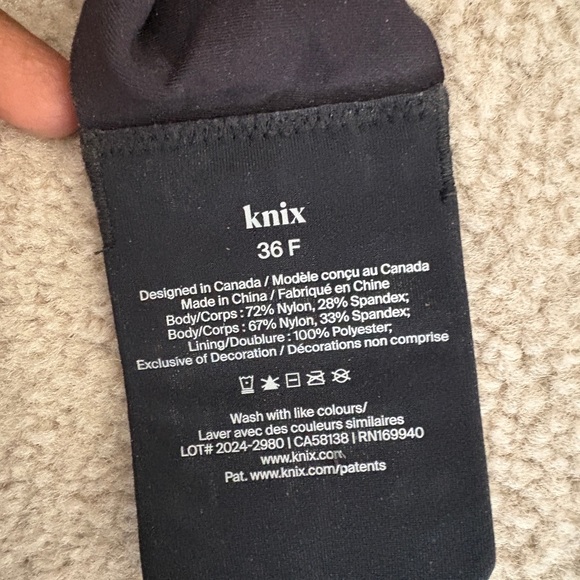 knix
36 F
Designed in Canada / Modèle conçu au Canada
Made in China / Fabriqué en Chine
Body/Corps : 72% Nylon, 28% Spandex;
Body/Corps : 67% Nylon, 33% Spandex;
Lining/Doublure : 100% Polyester;
Exclusive of Decoration / Décorations non comprise
Wash with like colours/
Laver avec des couleurs similaires
LOT# 2024-2980 | CA58138 | RN169940
www.knix.com
Pat. www.knix.com/patents